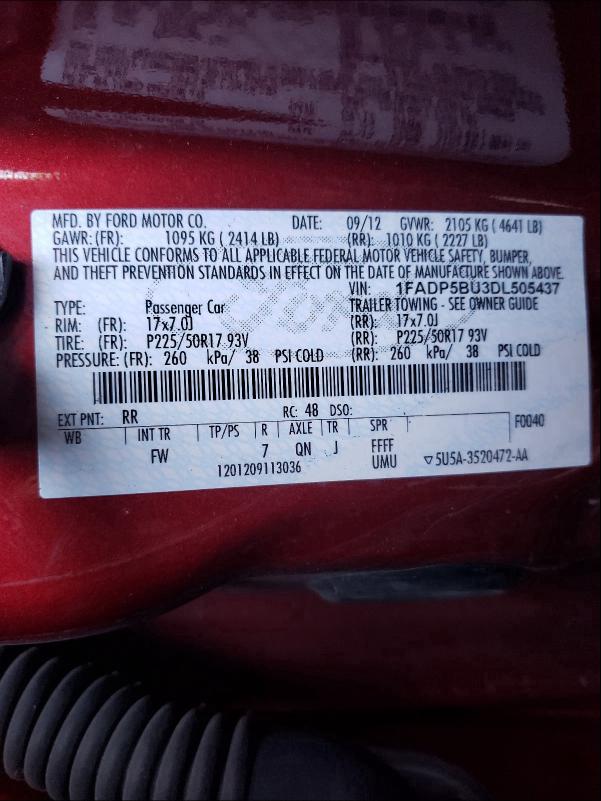 MFD. BY FORD MOTOR CO. DATE: 09/12 GVWR: 2105 KG ( 4641 LB)
GAWR: (FR): 1095 KG ( 2414 LB) (RR): 1010 KG ( 2227 LB)
THIS VEHICLE CONFORMS TO ALL APPLICABLE FEDERAL MOTOR VEHICLE SAFETY, BUMPER,
AND THEFT PREVENTION STANDARDS IN EFFECT ON THE DATE OF MANUFACTURE SHOWN ABOVE.
VIN: 1FADP5BU3DL505437
TYPE: Passenger Car TRAILER TOWING - SEE OWNER GUIDE
RIM: (FR): 17x7.0J (RR): 17x7.0J
TIRE: (FR): P225/50R17 93V (RR): P225/50R17 93V
PRESSURE: (FR): 260 kPa/ 38 PSI COLD (RR): 260 kPa/ 38 PSI COLD
EXT PNT: RR RC: 48 DSO: F0040
WB INT TR TP/PS R AXLE TR SPR
FW 7 QN J FFFF
1201209113036 UMU ▽5U5A-3520472-AA